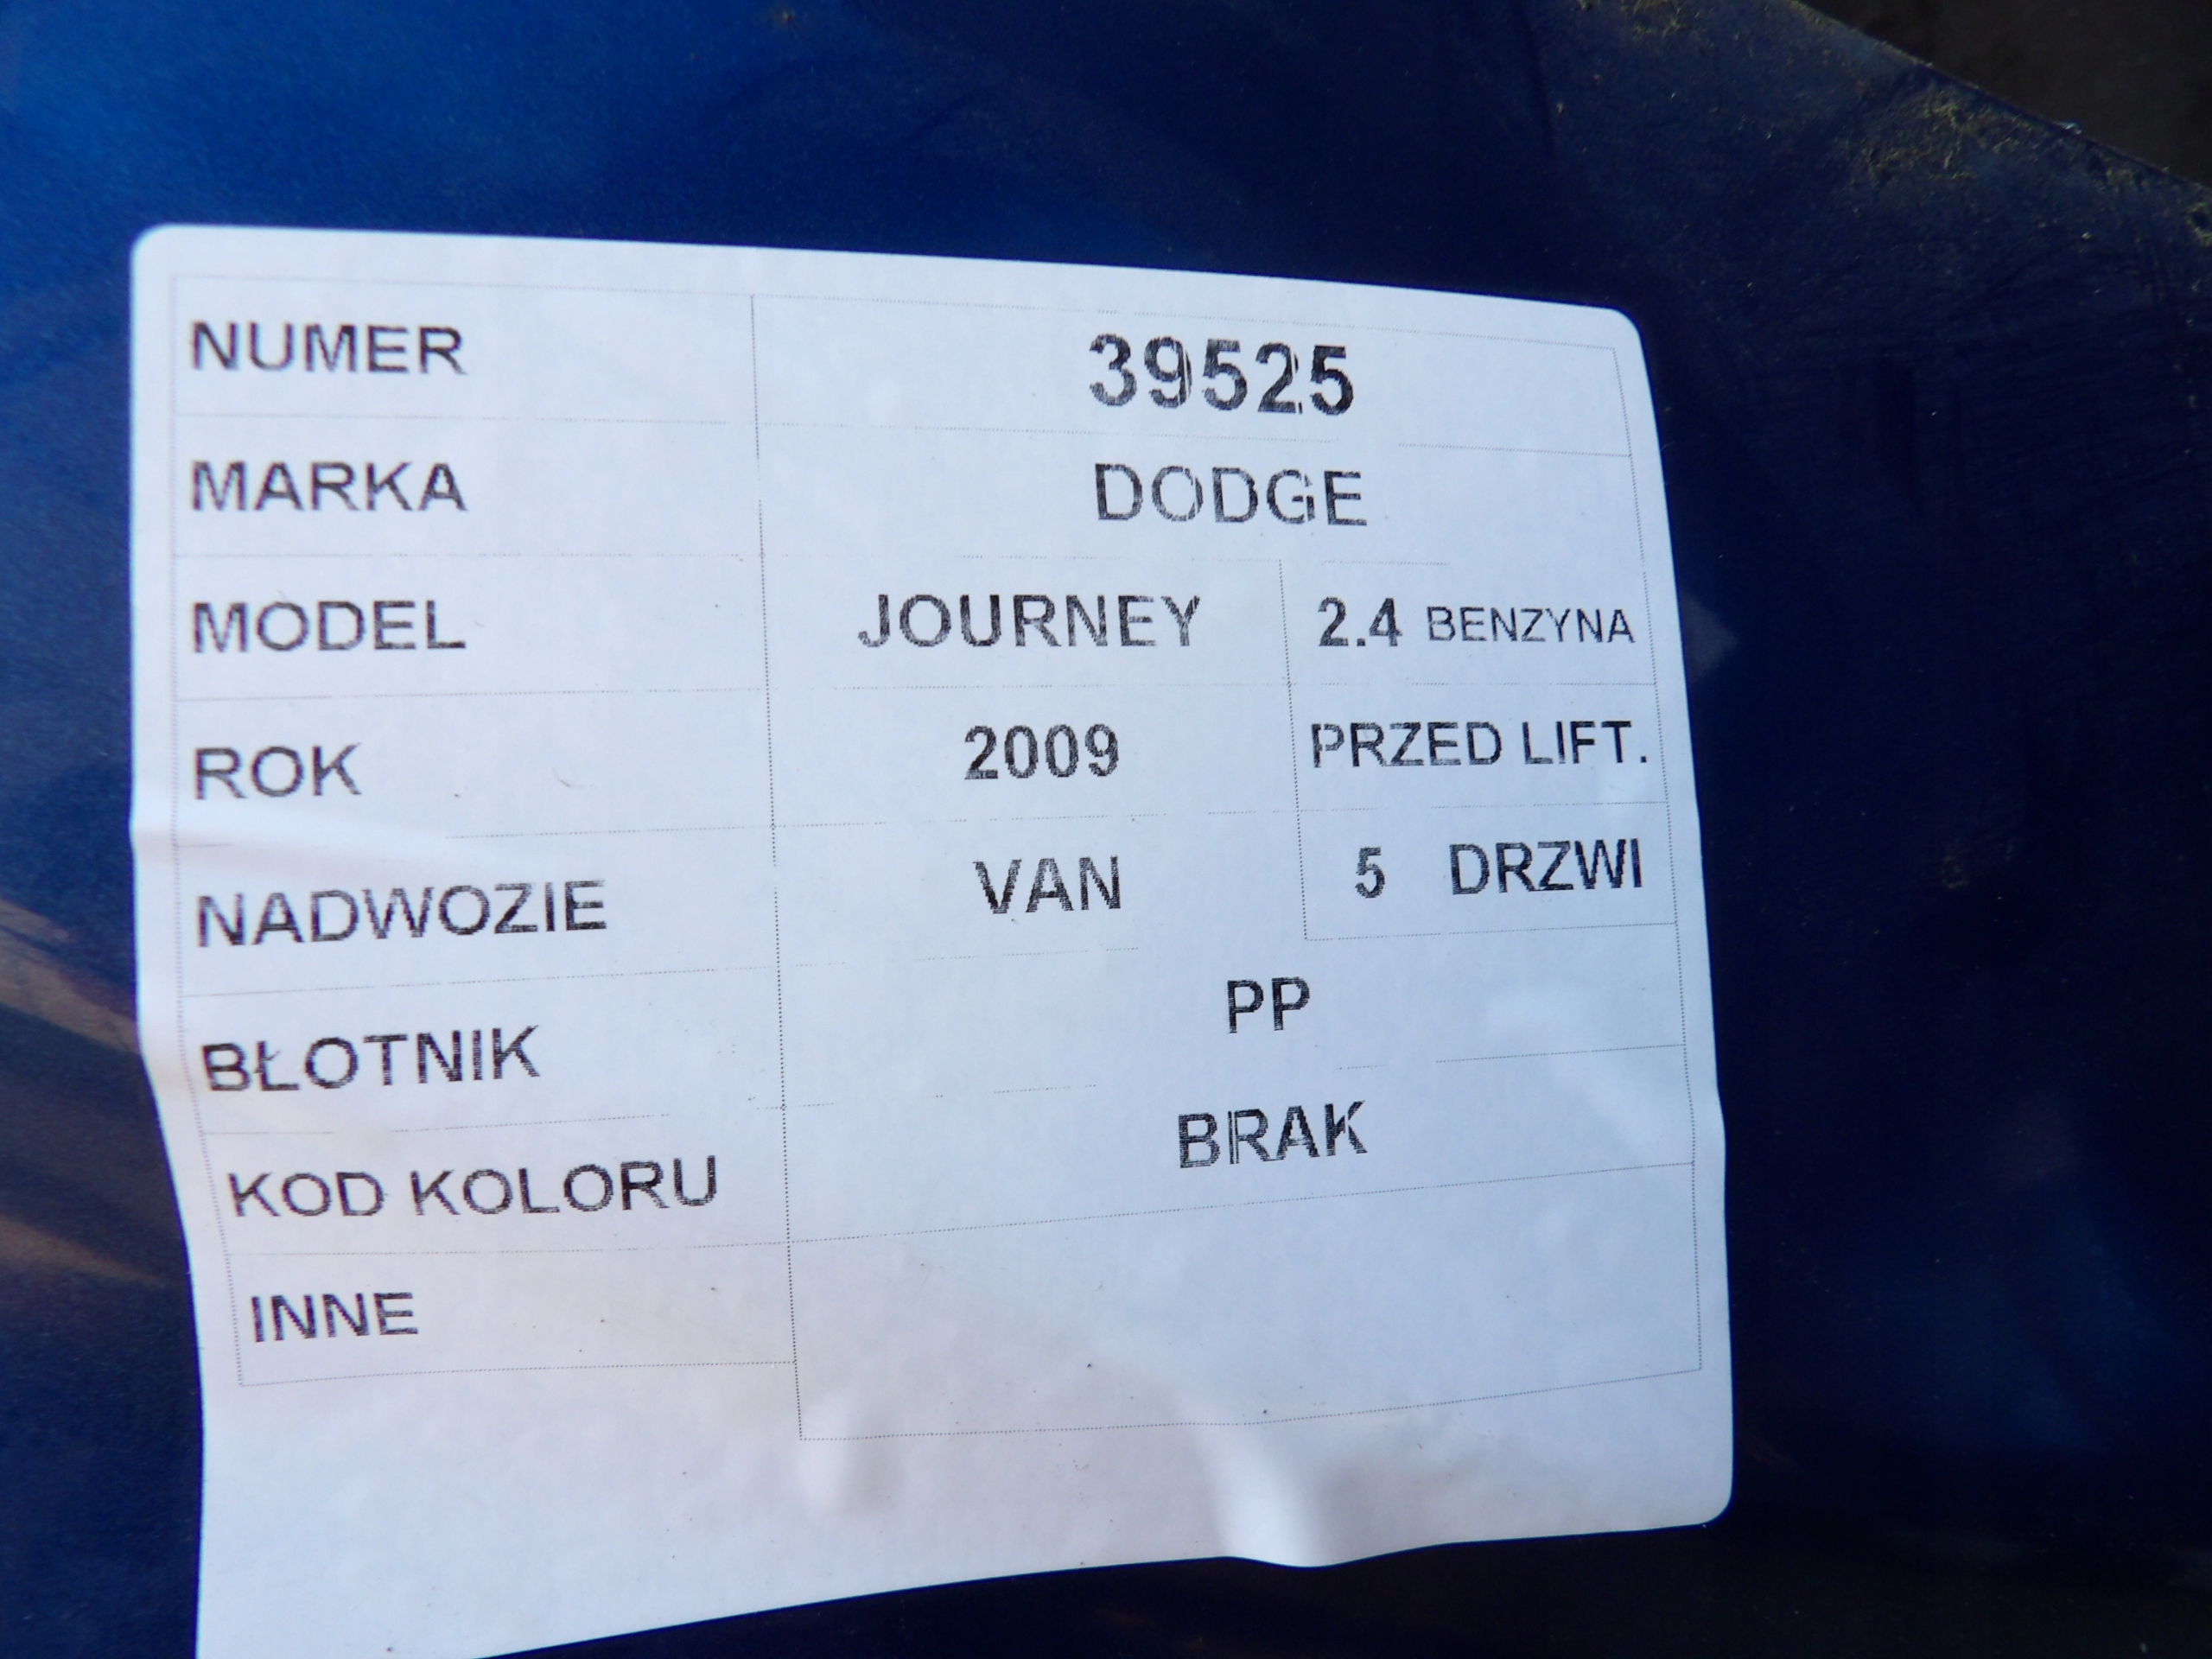 NUMER 39525
MARKA DODGE
MODEL JOURNEY 2.4 BENZYNA
ROK 2009 PRZED LIFT.
NADWOZIE VAN 5 DRZWI
BŁOTNIK PP
KOD KOLORU BRAK
INNE